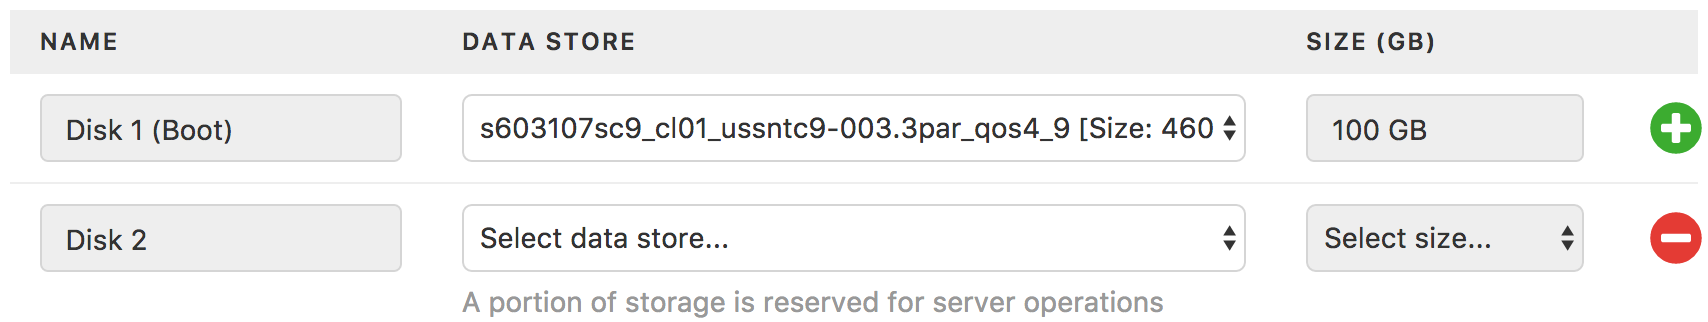 NAME DATA STORE SIZE (GB)
Disk 1 (Boot) s603107sc9_cl01_ussntc9-003.3par_qos4_9 [Size: 460 100 GB
Disk 2 Select data store... Select size...
A portion of storage is reserved for server operations